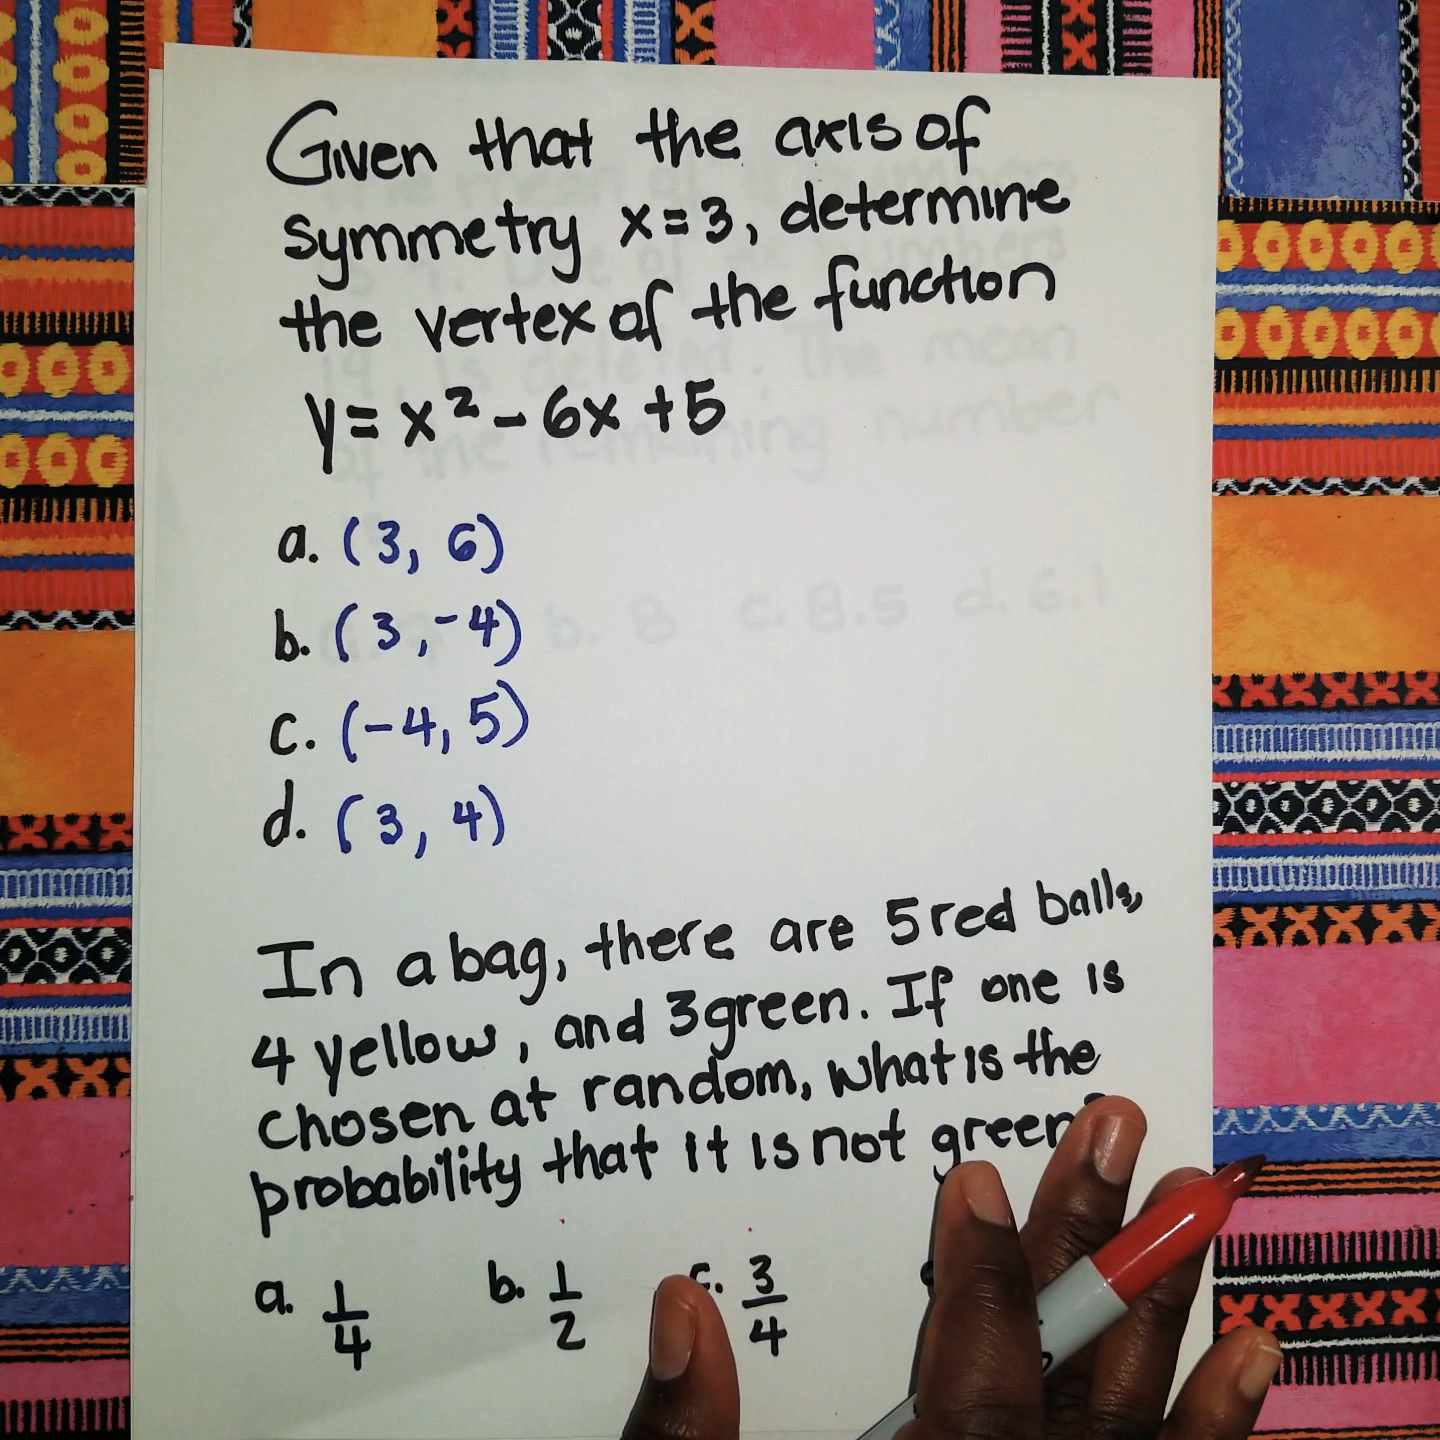 Given that the axis of
symmetry x=3, determine
the vertex of the function
y = x² - 6x + 5
a. (3, 6)
b. (3, -4)
c. (-4, 5)
d. (3, 4)
In a bag, there are 5 red balls,
4 yellow, and 3 green. If one is
chosen at random, what is the
probability that it is not green?
a. 1/4 b. 1/2 c. 3/4